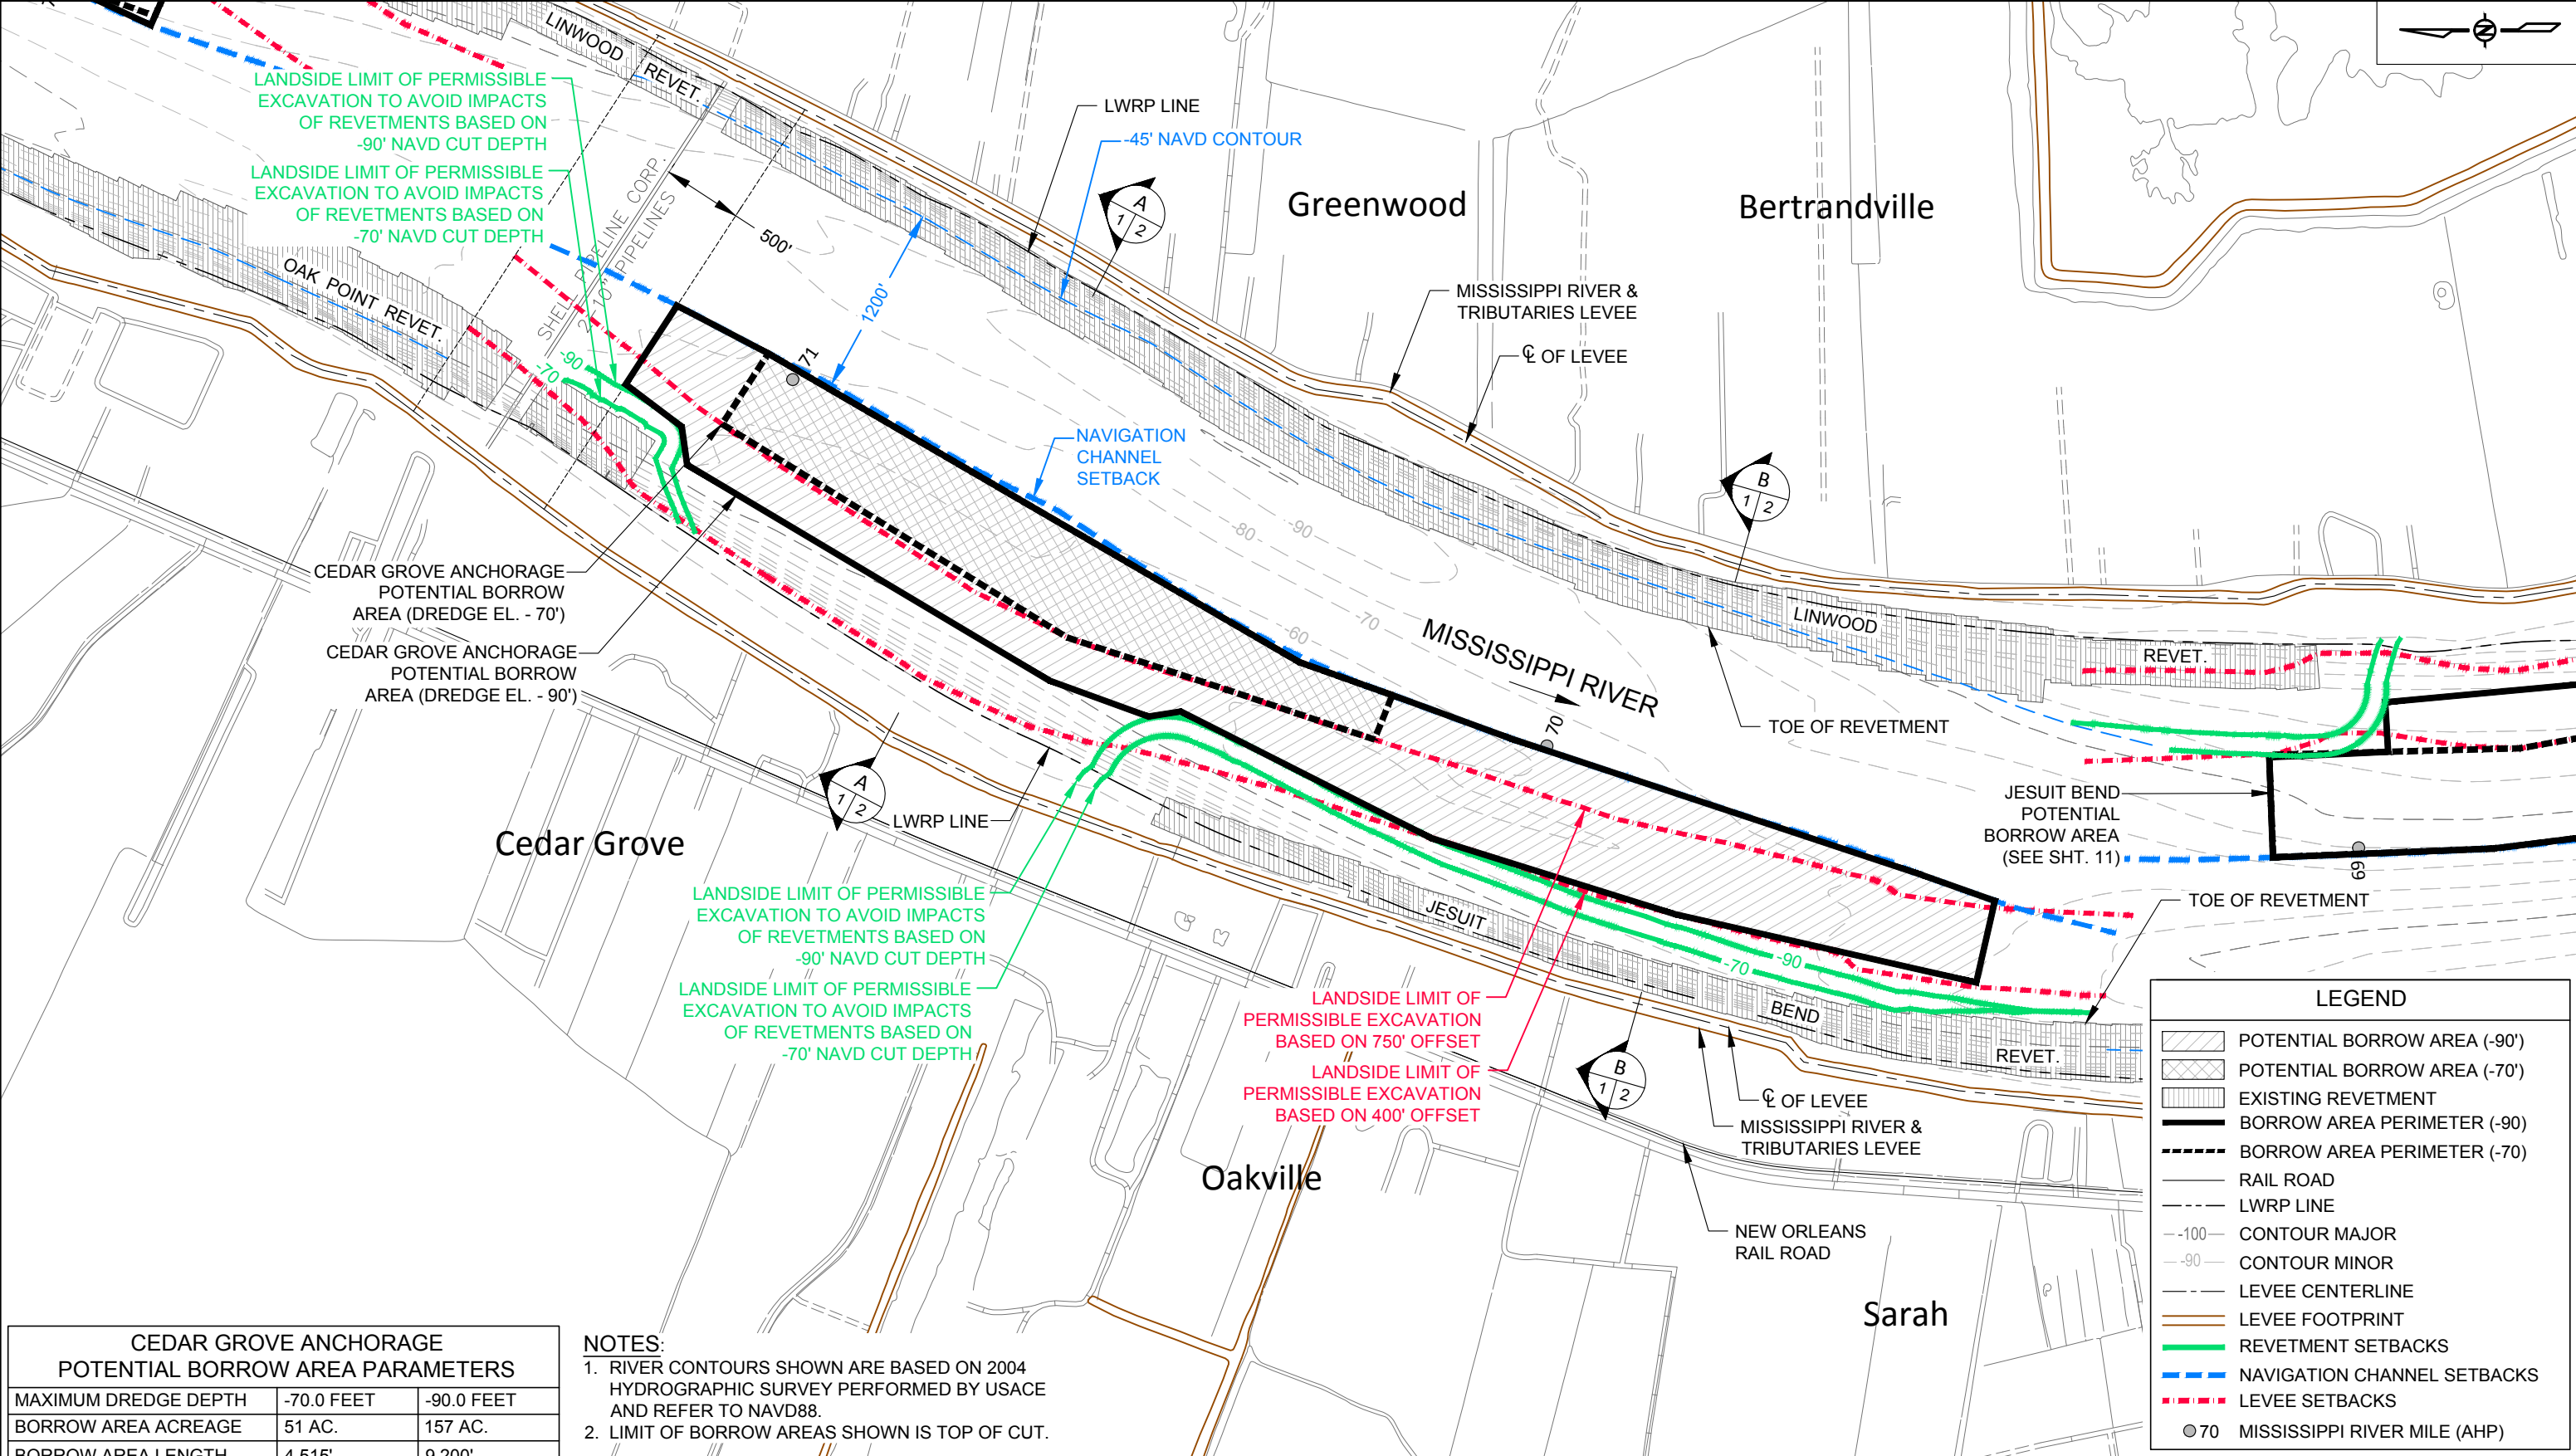 LINWOOD
REVET.
LANDSIDE LIMIT OF PERMISSIBLE
EXCAVATION TO AVOID IMPACTS
OF REVETMENTS BASED ON
-90' NAVD CUT DEPTH
LANDSIDE LIMIT OF PERMISSIBLE
EXCAVATION TO AVOID IMPACTS
OF REVETMENTS BASED ON
-70' NAVD CUT DEPTH
SHELL PIPELINE CORP.
2-10" PIPELINES
500'
1200'
LWRP LINE
-45' NAVD CONTOUR
A
1 2
Greenwood
Bertrandville
N
MISSISSIPPI RIVER &
TRIBUTARIES LEVEE
℄ OF LEVEE
OAK POINT REVET.
-90
-70
71
NAVIGATION
CHANNEL
SETBACK
B
1 2
-90
-80
-70
-60
MISSISSIPPI RIVER
70
CEDAR GROVE ANCHORAGE
POTENTIAL BORROW
AREA (DREDGE EL. - 70')
CEDAR GROVE ANCHORAGE
POTENTIAL BORROW
AREA (DREDGE EL. - 90')
LINWOOD
REVET.
TOE OF REVETMENT
JESUIT BEND
POTENTIAL
BORROW AREA
(SEE SHT. 11)
69
TOE OF REVETMENT
A
1 2
LWRP LINE
Cedar Grove
LANDSIDE LIMIT OF PERMISSIBLE
EXCAVATION TO AVOID IMPACTS
OF REVETMENTS BASED ON
-90' NAVD CUT DEPTH
LANDSIDE LIMIT OF PERMISSIBLE
EXCAVATION TO AVOID IMPACTS
OF REVETMENTS BASED ON
-70' NAVD CUT DEPTH
JESUIT
BEND
REVET.
-90
-70
LANDSIDE LIMIT OF
PERMISSIBLE EXCAVATION
BASED ON 750' OFFSET
LANDSIDE LIMIT OF
PERMISSIBLE EXCAVATION
BASED ON 400' OFFSET
B
1 2
℄ OF LEVEE
MISSISSIPPI RIVER &
TRIBUTARIES LEVEE
Oakville
NEW ORLEANS
RAIL ROAD
Sarah
LEGEND
POTENTIAL BORROW AREA (-90')
POTENTIAL BORROW AREA (-70')
EXISTING REVETMENT
BORROW AREA PERIMETER (-90)
BORROW AREA PERIMETER (-70)
RAIL ROAD
LWRP LINE
-100 CONTOUR MAJOR
-90 CONTOUR MINOR
LEVEE CENTERLINE
LEVEE FOOTPRINT
REVETMENT SETBACKS
NAVIGATION CHANNEL SETBACKS
LEVEE SETBACKS
70 MISSISSIPPI RIVER MILE (AHP)
CEDAR GROVE ANCHORAGE
POTENTIAL BORROW AREA PARAMETERS
MAXIMUM DREDGE DEPTH -70.0 FEET -90.0 FEET
BORROW AREA ACREAGE 51 AC. 157 AC.
BORROW AREA LENGTH 4,515' 9,200'
NOTES:
1. RIVER CONTOURS SHOWN ARE BASED ON 2004
HYDROGRAPHIC SURVEY PERFORMED BY USACE
AND REFER TO NAVD88.
2. LIMIT OF BORROW AREAS SHOWN IS TOP OF CUT.